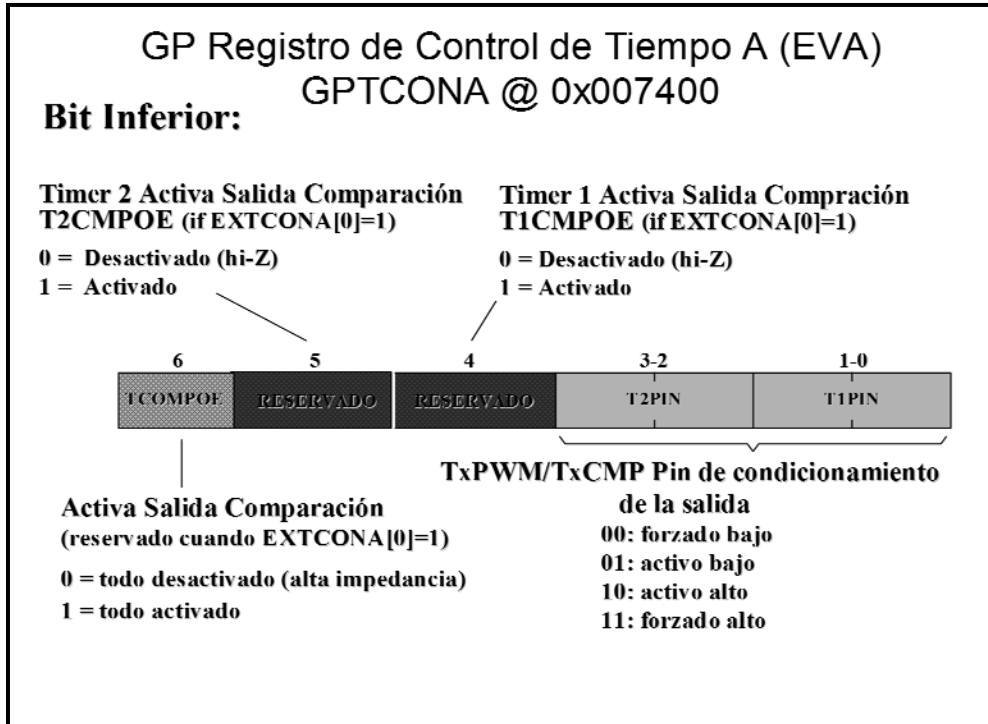 GP Registro de Control de Tiempo A (EVA)
GPTCONA @ 0x007400
Bit Inferior:
Timer 2 Activa Salida Comparación
T2CMPOE (if EXTCONA[0]=1)
0 = Desactivado (hi-Z)
1 = Activado
Timer 1 Activa Salida Compración
T1CMPOE (if EXTCONA[0]=1)
0 = Desactivado (hi-Z)
1 = Activado
6 5 4 3-2 1-0
TCOMPOE RESERVADO RESERVADO T2PIN T1PIN
Activa Salida Comparación
(reservado cuando EXTCONA[0]=1)
0 = todo desactivado (alta impedancia)
1 = todo activado
TxPWM/TxCMP Pin de condicionamiento
de la salida
00: forzado bajo
01: activo bajo
10: activo alto
11: forzado alto